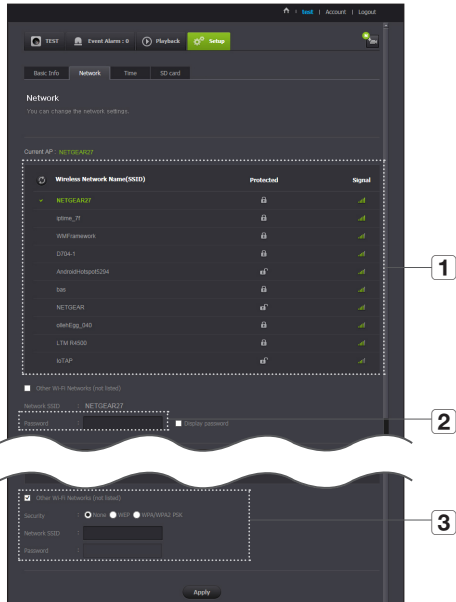 test | Account | Logout
TEST Event Alarm : 0 Playback Setup
Basic Info Network Time SD card
Network
You can change the network settings.
Current AP : NETGEAR27
Wireless Network Name(SSID) Protected Signal
NETGEAR27
iptime_7f
WMFramework
D704-1
AndroidHotspot5294
bas
NETGEAR
ollehEgg_040
LTM R4500
IoTAP
1
Other Wi-Fi Networks (not listed)
Network SSID : NETGEAR27
Password : Display password
2
Other Wi-Fi Networks (not listed)
Security : None WEP WPA/WPA2 PSK
Network SSID :
Password :
3
Apply